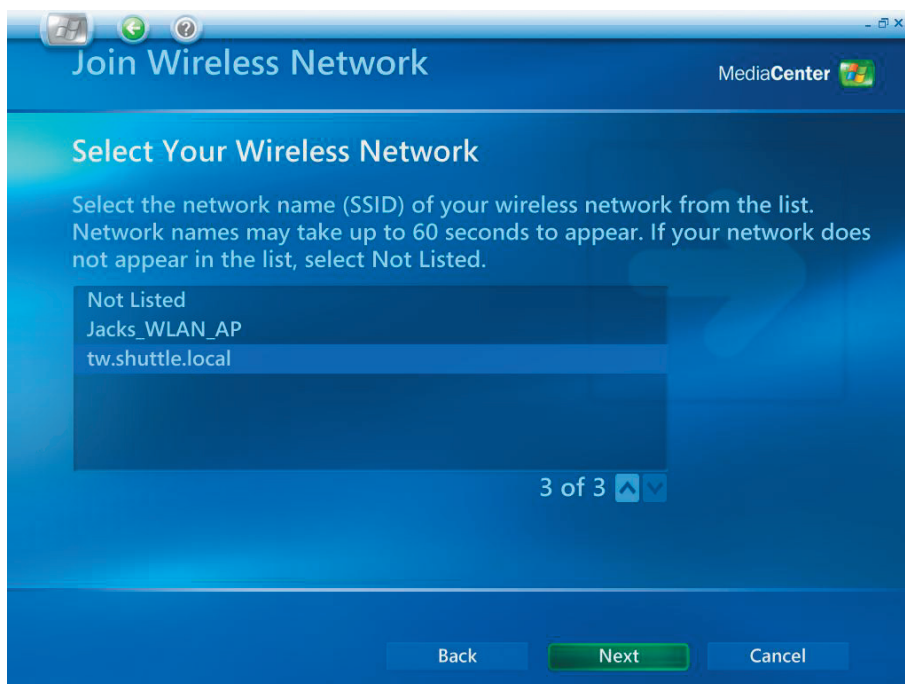 Join Wireless Network
MediaCenter
Select Your Wireless Network
Select the network name (SSID) of your wireless network from the list.
Network names may take up to 60 seconds to appear. If your network does
not appear in the list, select Not Listed.
Not Listed
Jacks_WLAN_AP
tw.shuttle.local
3 of 3
Back
Next
Cancel